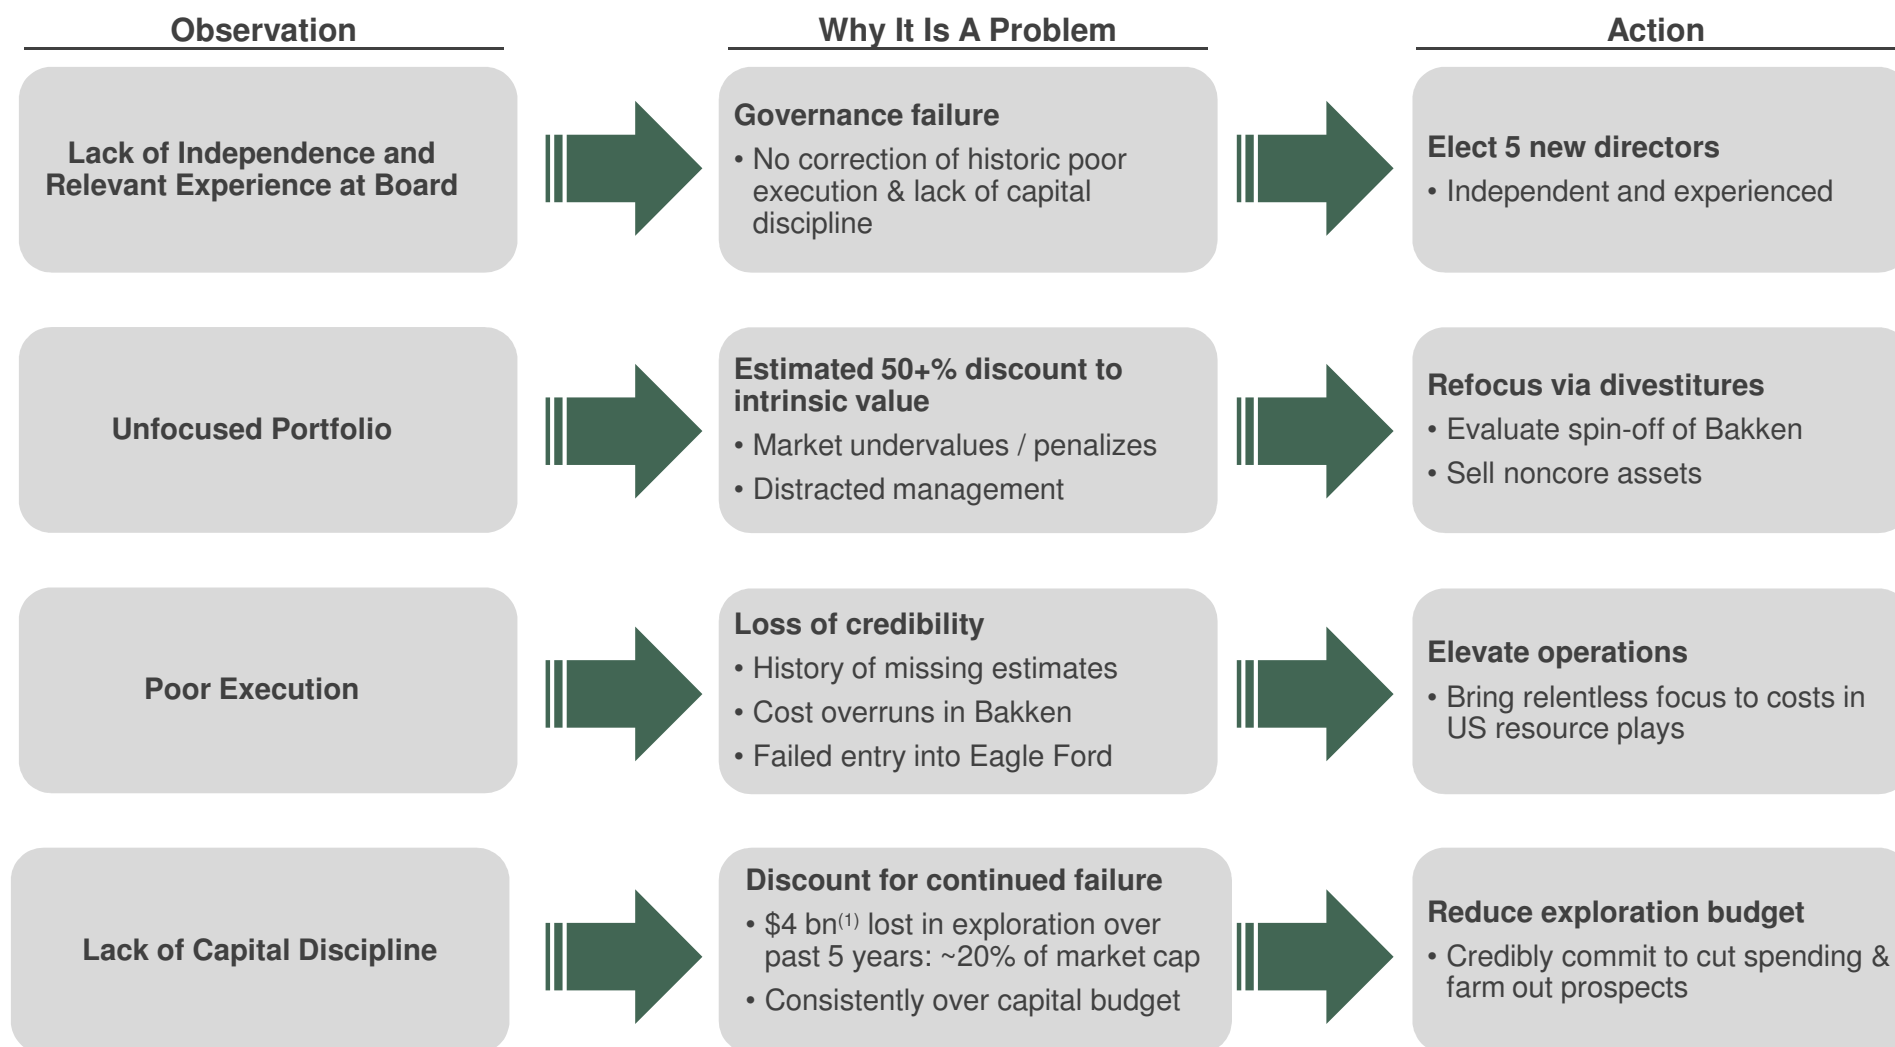 Observation
Why It Is A Problem
Action
Lack of Independence and
Relevant Experience at Board
Governance failure
• No correction of historic poor
execution & lack of capital
discipline
Elect 5 new directors
• Independent and experienced
Unfocused Portfolio
Estimated 50+% discount to
intrinsic value
• Market undervalues / penalizes
• Distracted management
Refocus via divestitures
• Evaluate spin-off of Bakken
• Sell noncore assets
Poor Execution
Loss of credibility
• History of missing estimates
• Cost overruns in Bakken
• Failed entry into Eagle Ford
Elevate operations
• Bring relentless focus to costs in
US resource plays
Lack of Capital Discipline
Discount for continued failure
• $4 bn(1) lost in exploration over
past 5 years: ~20% of market cap
• Consistently over capital budget
Reduce exploration budget
• Credibly commit to cut spending &
farm out prospects